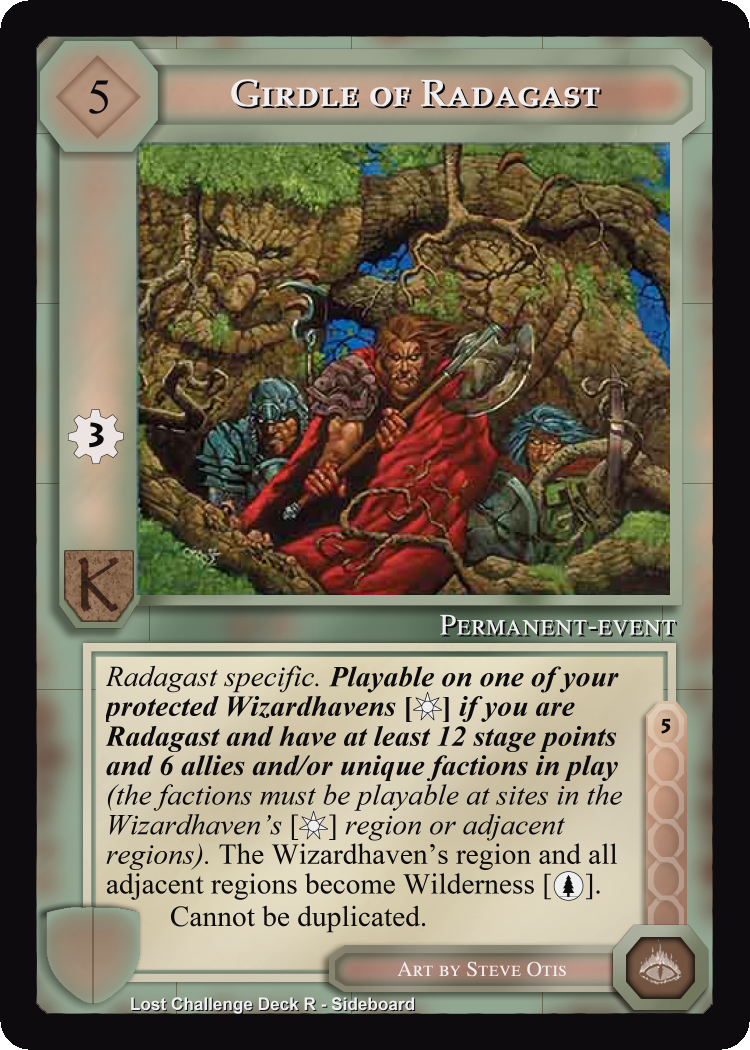 5
GIRDLE OF RADAGAST
3
K
PERMANENT-EVENT
Radagast specific. Playable on one of your
protected Wizardhavens [] if you are
Radagast and have at least 12 stage points
and 6 allies and/or unique factions in play
(the factions must be playable at sites in the
Wizardhaven's [] region or adjacent
regions). The Wizardhaven's region and all
adjacent regions become Wilderness [].
Cannot be duplicated.
5
ART BY STEVE OTIS
Lost Challenge Deck R - Sideboard